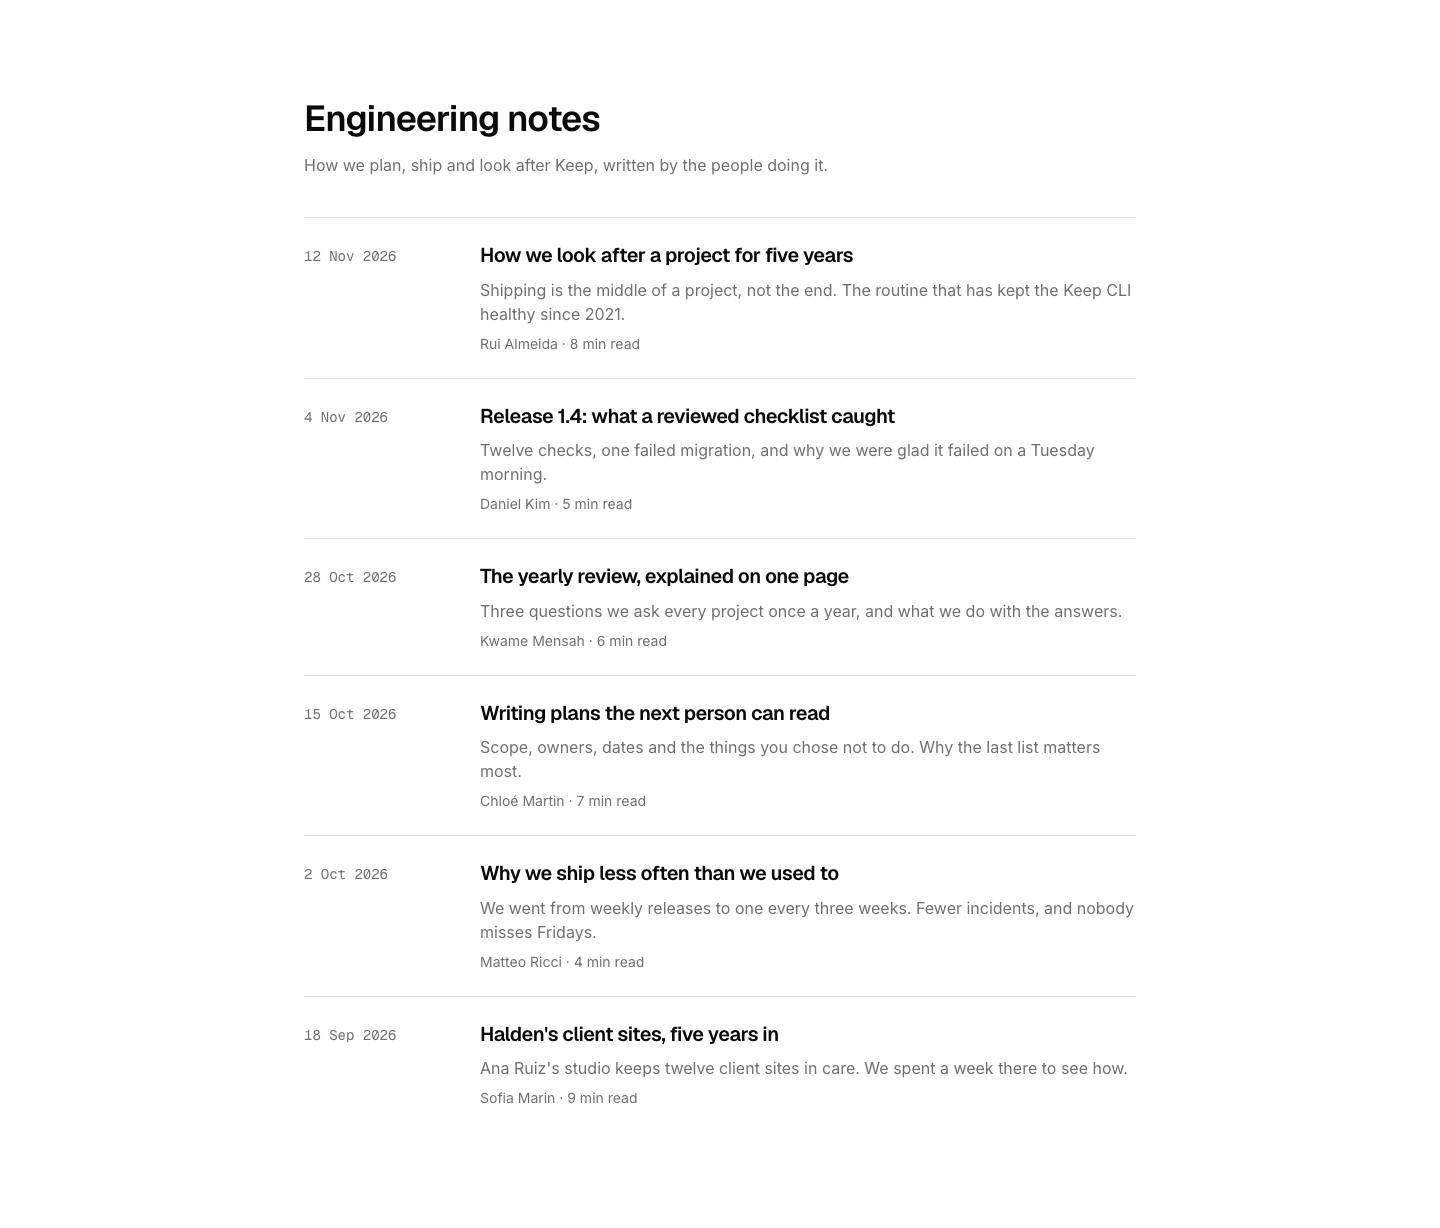 Engineering notes
How we plan, ship and look after Keep, written by the people doing it.
12 Nov 2026
How we look after a project for five years
Shipping is the middle of a project, not the end. The routine that has kept the Keep CLI
healthy since 2021.
Rui Almeida · 8 min read
4 Nov 2026
Release 1.4: what a reviewed checklist caught
Twelve checks, one failed migration, and why we were glad it failed on a Tuesday
morning.
Daniel Kim · 5 min read
28 Oct 2026
The yearly review, explained on one page
Three questions we ask every project once a year, and what we do with the answers.
Kwame Mensah · 6 min read
15 Oct 2026
Writing plans the next person can read
Scope, owners, dates and the things you chose not to do. Why the last list matters
most.
Chloé Martin · 7 min read
2 Oct 2026
Why we ship less often than we used to
We went from weekly releases to one every three weeks. Fewer incidents, and nobody
misses Fridays.
Matteo Ricci · 4 min read
18 Sep 2026
Halden's client sites, five years in
Ana Ruiz's studio keeps twelve client sites in care. We spent a week there to see how.
Sofia Marin · 9 min read